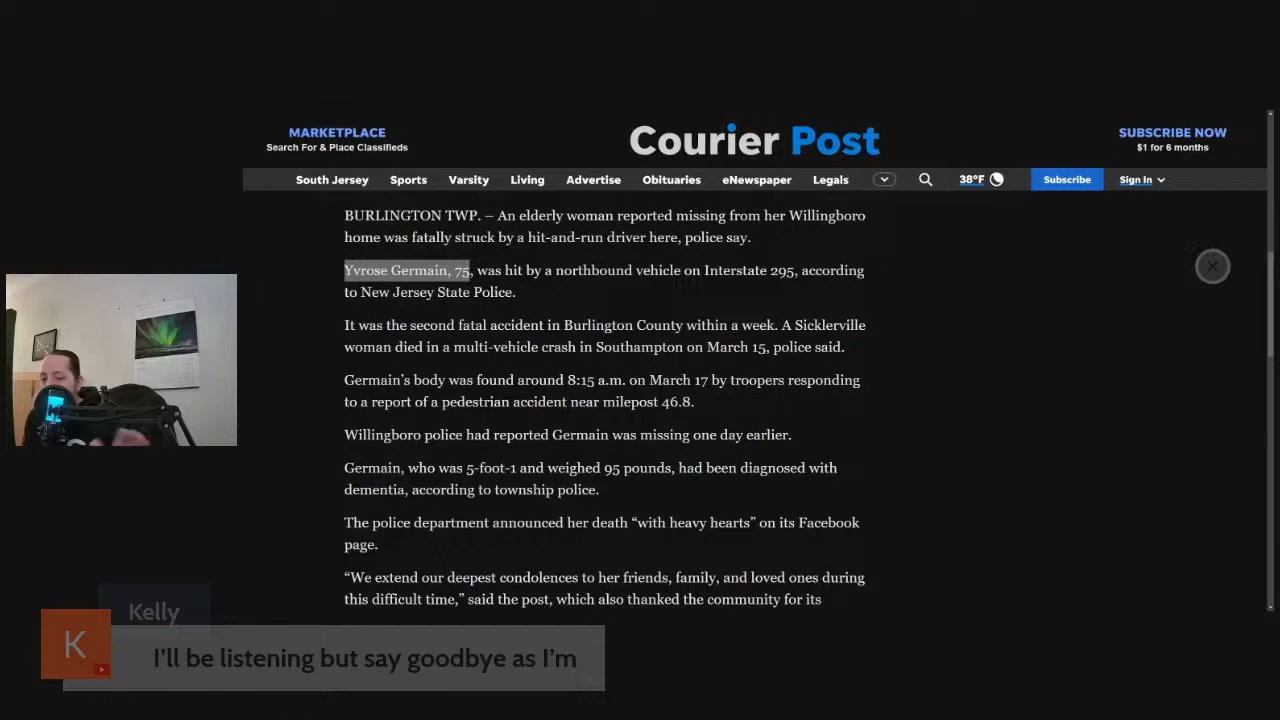 MARKETPLACE
Search For & Place Classifieds
Courier Post
SUBSCRIBE NOW
$1 for 6 months
South Jersey Sports Varsity Living Advertise Obituaries eNewspaper Legals 38°F Subscribe Sign In
BURLINGTON TWP. – An elderly woman reported missing from her Willingboro
home was fatally struck by a hit-and-run driver here, police say.
Yvrose Germain, 75, was hit by a northbound vehicle on Interstate 295, according
to New Jersey State Police.
It was the second fatal accident in Burlington County within a week. A Sicklerville
woman died in a multi-vehicle crash in Southampton on March 15, police said.
Germain’s body was found around 8:15 a.m. on March 17 by troopers responding
to a report of a pedestrian accident near milepost 46.8.
Willingboro police had reported Germain was missing one day earlier.
Germain, who was 5-foot-1 and weighed 95 pounds, had been diagnosed with
dementia, according to township police.
The police department announced her death “with heavy hearts” on its Facebook
page.
“We extend our deepest condolences to her friends, family, and loved ones during
this difficult time,” said the post, which also thanked the community for its
Kelly
K
I’ll be listening but say goodbye as I’m